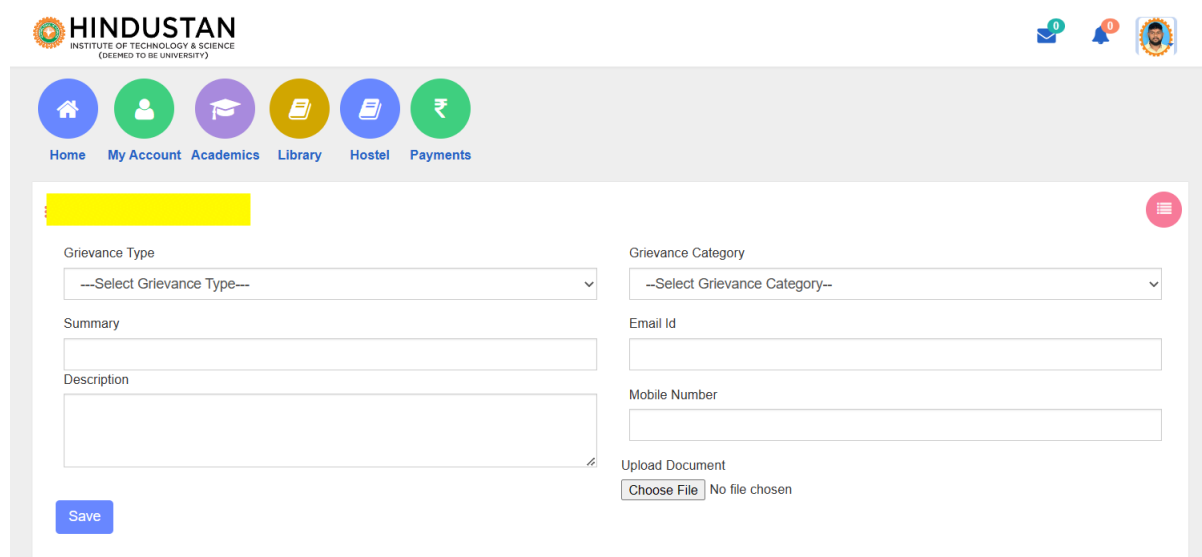 HINDUSTAN
INSTITUTE OF TECHNOLOGY & SCIENCE
(DEEMED TO BE UNIVERSITY)
0
0
Home
My Account
Academics
Library
Hostel
Payments
Grievance Type
Grievance Category
---Select Grievance Type---
--Select Grievance Category--
Summary
Email Id
Description
Mobile Number
Upload Document
Choose File No file chosen
Save